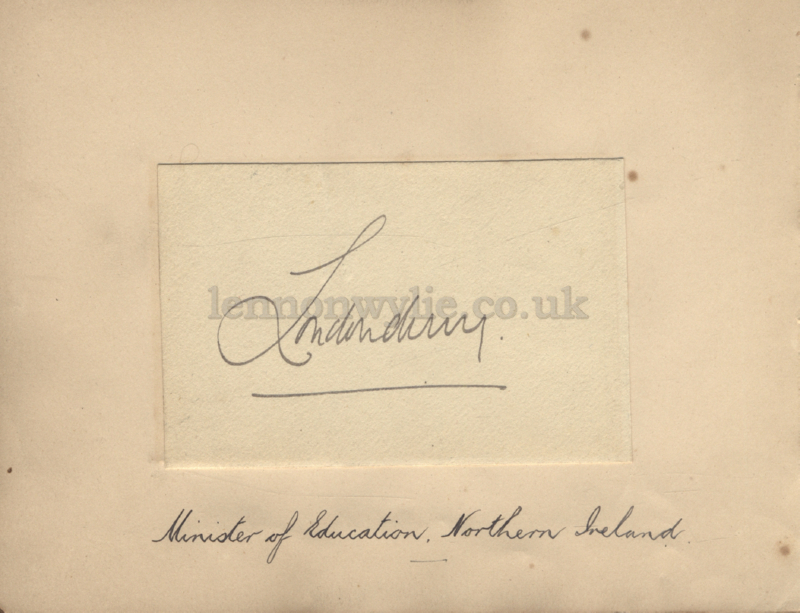 lennonwylie.co.uk
Londonderry.
Minister of Education, Northern Ireland.